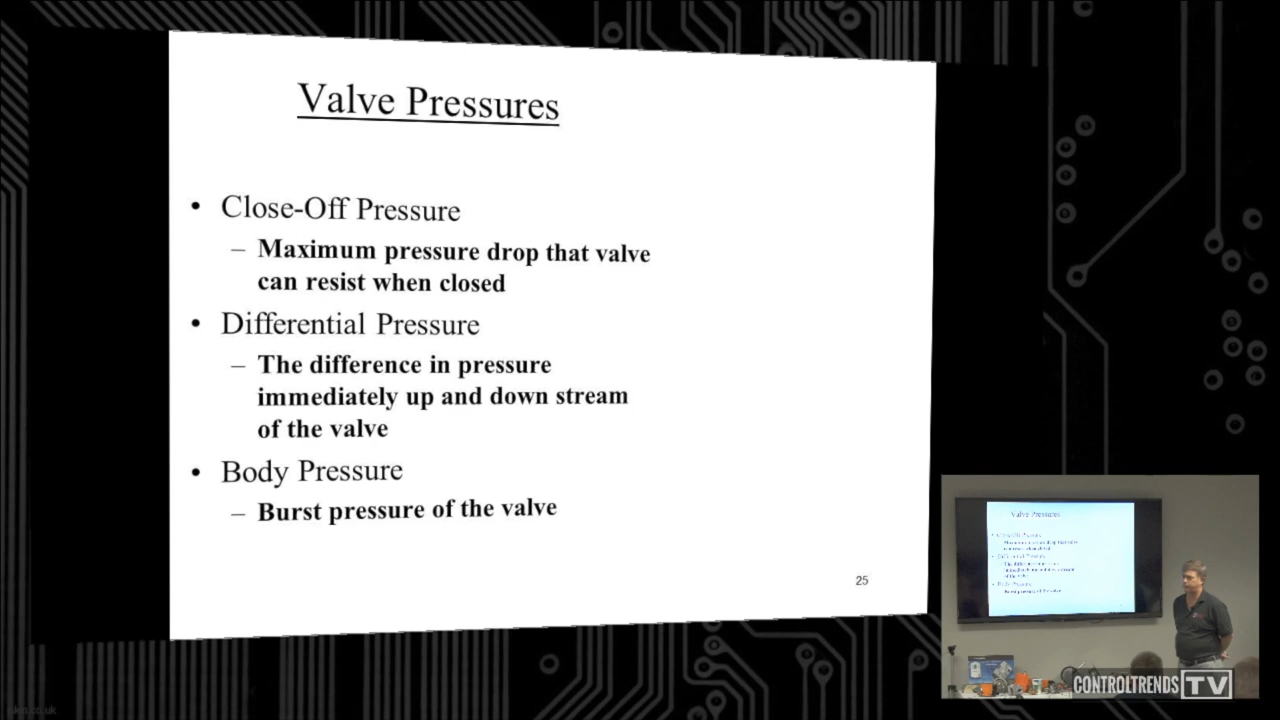 Valve Pressures
• Close-Off Pressure
– Maximum pressure drop that valve
can resist when closed
• Differential Pressure
– The difference in pressure
immediately up and down stream
of the valve
• Body Pressure
– Burst pressure of the valve
25
Valve Pressures
CONTROLTRENDS TV